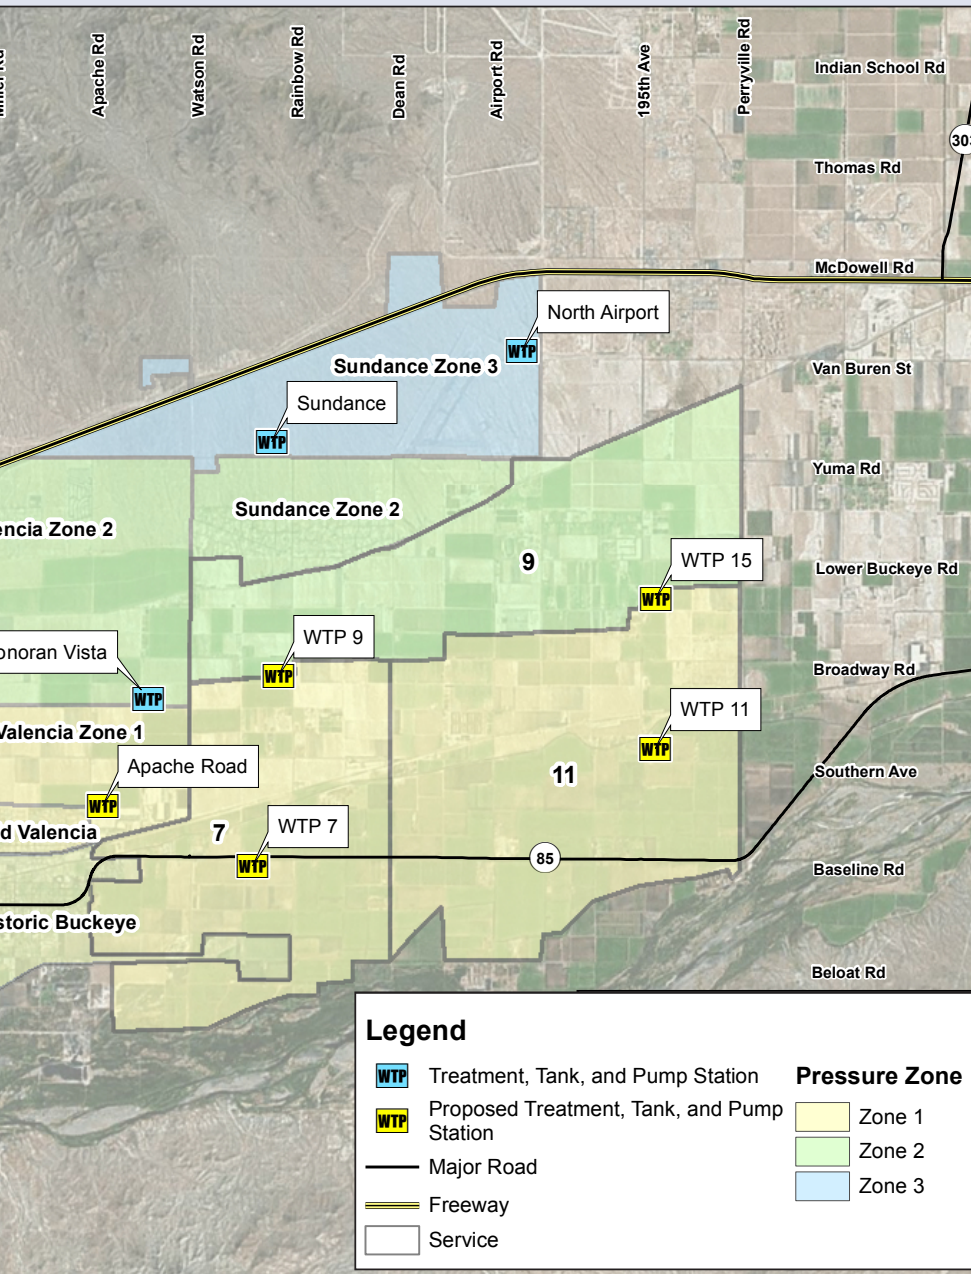 Apache Rd
Watson Rd
Rainbow Rd
Dean Rd
Airport Rd
195th Ave
Perryville Rd
Indian School Rd
303
Thomas Rd
McDowell Rd
North Airport
WTP
Sundance Zone 3
Van Buren St
Sundance
WTP
Yuma Rd
Sundance Zone 2
encia Zone 2
9
WTP 15
WTP
Lower Buckeye Rd
WTP 9
WTP
onoran Vista
WTP
Broadway Rd
WTP 11
WTP
Valencia Zone 1
Apache Road
WTP
11
Southern Ave
d Valencia
7
WTP 7
WTP
85
Baseline Rd
storic Buckeye
Beloat Rd
Legend
WTP Treatment, Tank, and Pump Station
WTP Proposed Treatment, Tank, and Pump
Station
Major Road
Freeway
Service
Pressure Zone
Zone 1
Zone 2
Zone 3